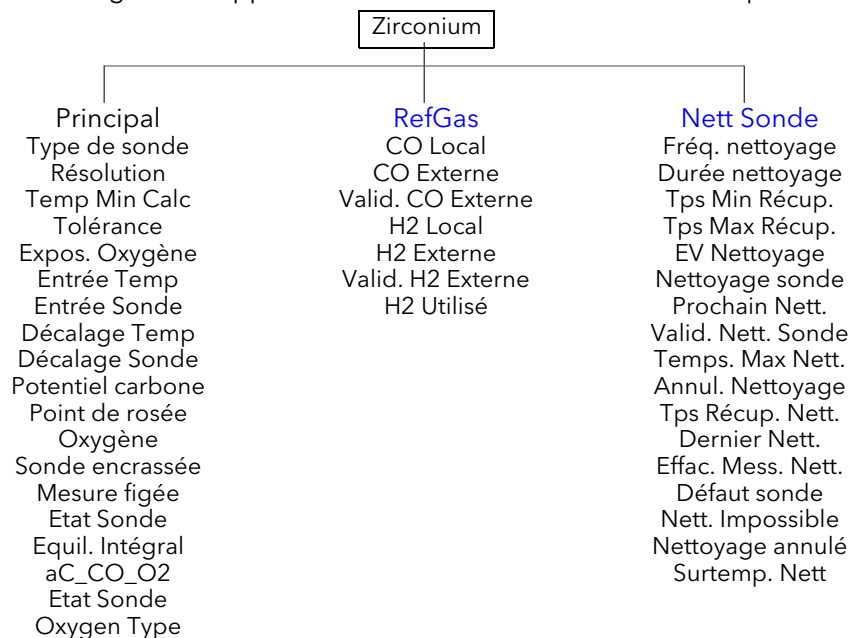 Zirconium
Principal
Type de sonde
Résolution
Temp Min Calc
Tolérance
Expos. Oxygène
Entrée Temp
Entrée Sonde
Décalage Temp
Décalage Sonde
Potentiel carbone
Point de rosée
Oxygène
Sonde encrassée
Mesure figée
Etat Sonde
Equil. Intégral
aC_CO_O2
Etat Sonde
Oxygen Type
RefGas
CO Local
CO Externe
Valid. CO Externe
H2 Local
H2 Externe
Valid. H2 Externe
H2 Utilisé
Nett Sonde
Fréq. nettoyage
Durée nettoyage
Tps Min Récup.
Tps Max Récup.
EV Nettoyage
Nettoyage sonde
Prochain Nett.
Valid. Nett. Sonde
Temps. Max Nett.
Annul. Nettoyage
Tps Récup. Nett.
Dernier Nett.
Effac. Mess. Nett.
Défaut sonde
Nett. Impossible
Nettoyage annulé
Surtemp. Nett